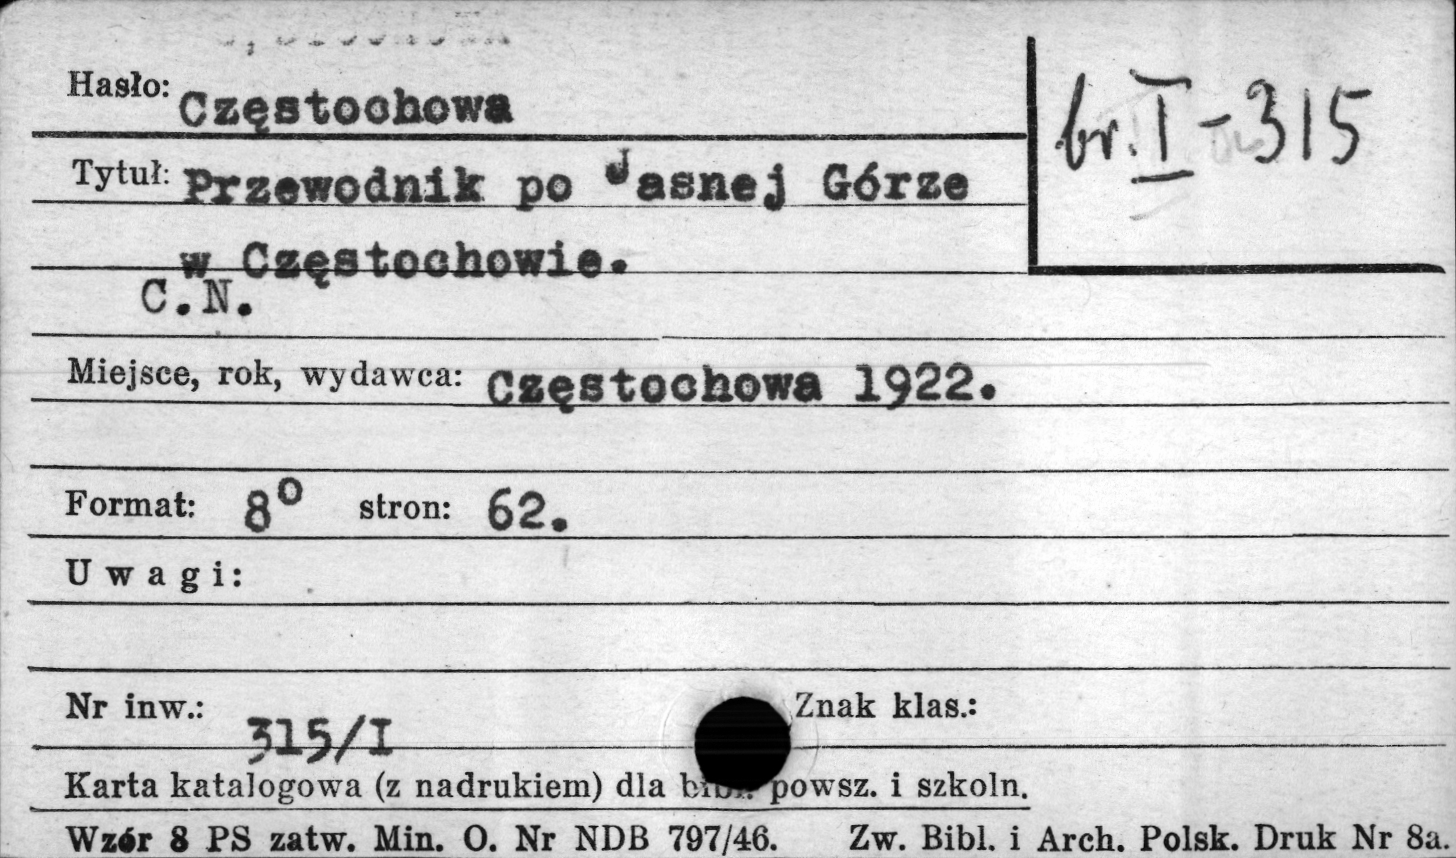 Hasło: Częstochowa
br. I - 315
Tytuł: Przewodnik po Jasnej Górze
w Częstochowie.
C.N.
Miejsce, rok, wydawca: Częstochowa 1922.
Format: 8° stron: 62.
Uwagi:
Nr inw.: 315/I Znak klas.:
Karta katalogowa (z nadrukiem) dla bibl. powsz. i szkoln.
Wzór 8 PS zatw. Min. O. Nr NDB 797/46. Zw. Bibl. i Arch. Polsk. Druk Nr 8a.